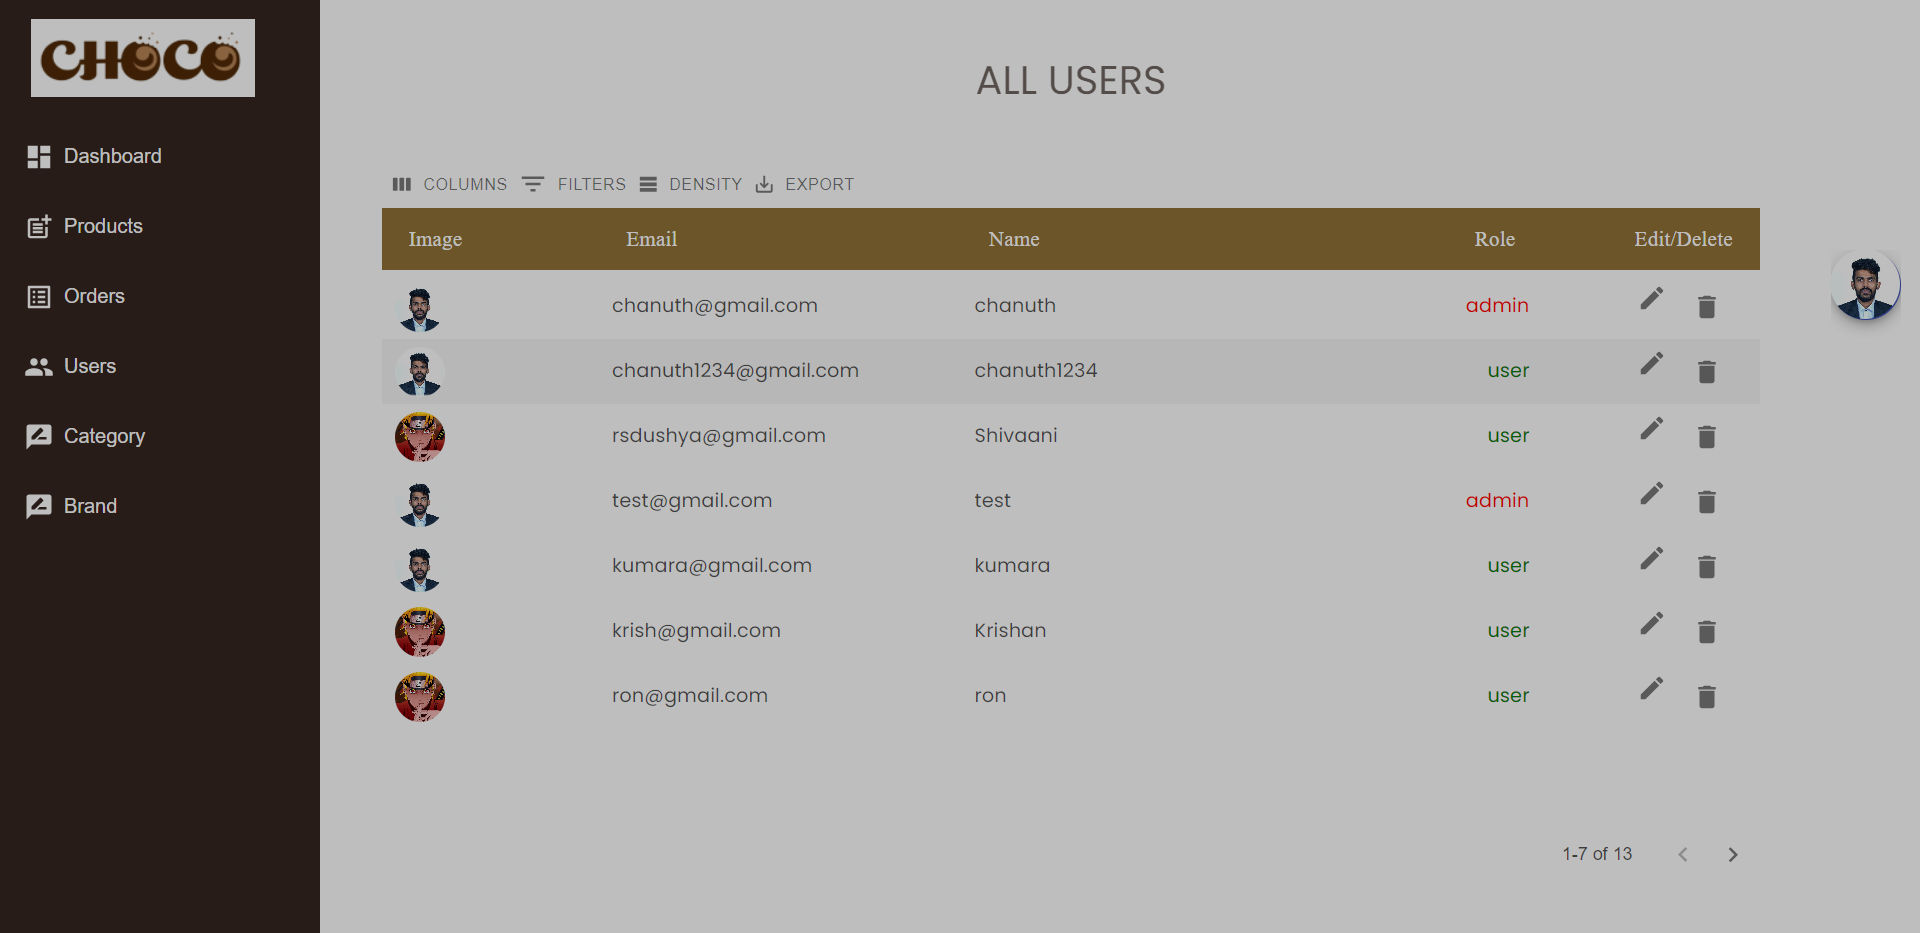 CHOCO
Dashboard
Products
Orders
Users
Category
Brand
ALL USERS
COLUMNS FILTERS DENSITY EXPORT
Image Email Name Role Edit/Delete
chanuth@gmail.com chanuth admin
chanuth1234@gmail.com chanuth1234 user
rsdushya@gmail.com Shivaani user
test@gmail.com test admin
kumara@gmail.com kumara user
krish@gmail.com Krishan user
ron@gmail.com ron user
1-7 of 13